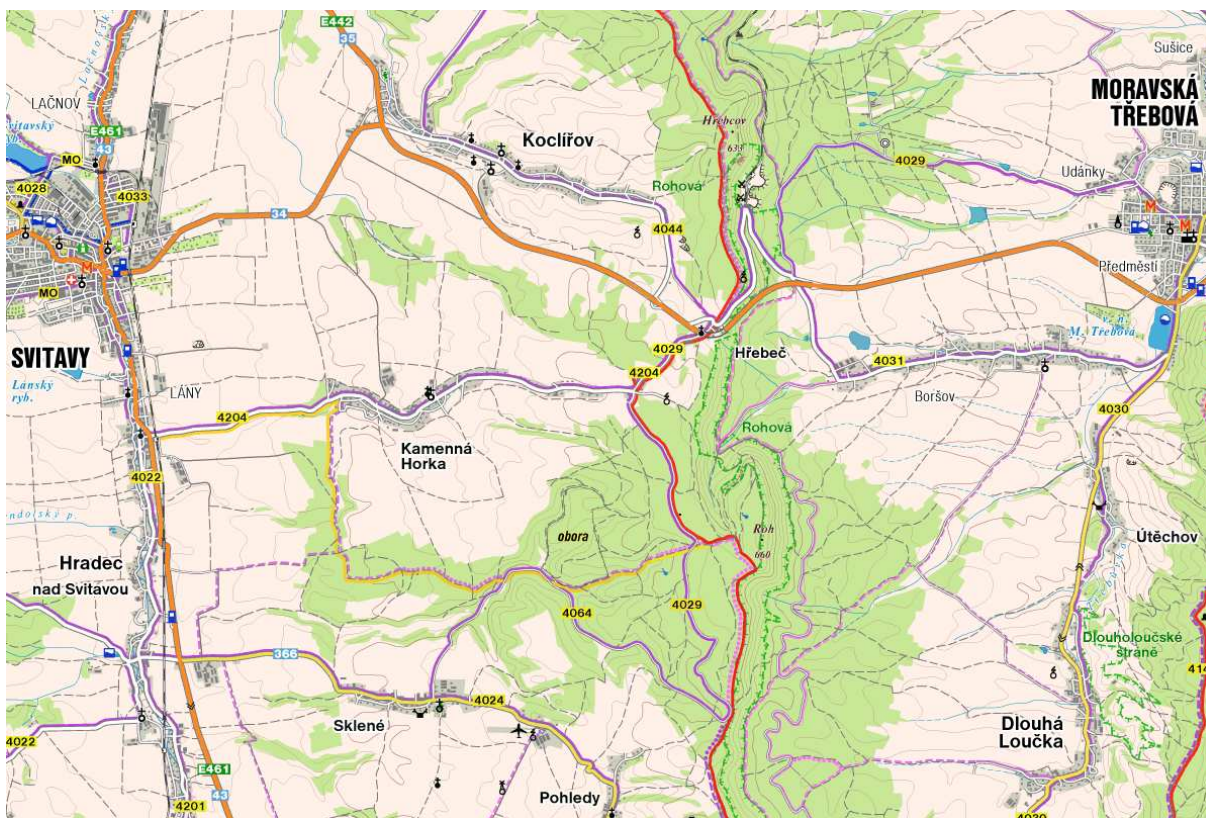 E442
35
Sušice
MORAVSKÁ
TŘEBOVÁ
LAČNOV
E461
43
MO
4028
4033
34
Koclířov
Hřebcov
Rohová
4029
Udánky
4044
M
M
M
MO
Předměstí
SVITAVY
v. n.
M. Třebová
Hřebeč
4029
4204
4031
Lánský
ryb.
LÁNY
4204
Boršov
4030
Kamenná
Horka
Rohová
4022
obora
Roh
660
Útěchov
Hradec
nad Svitavou
4064
4029
Dlouholoučské
stráně
366
4024
Sklené
Dlouhá
Loučka
4022
E461
43
4201
Pohledy